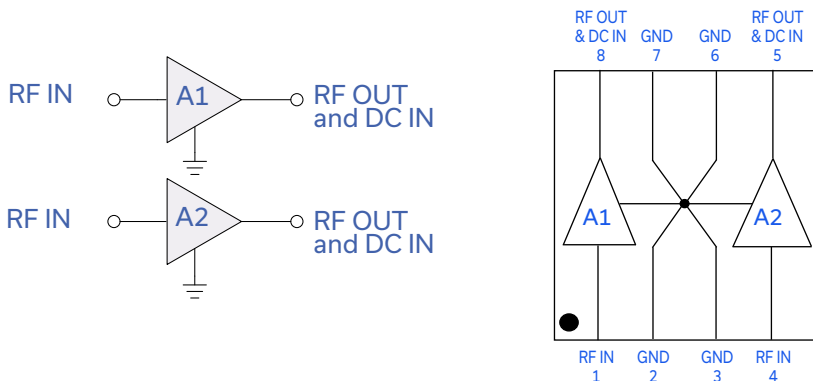 RF IN
A1
RF OUT
and DC IN
RF IN
A2
RF OUT
and DC IN
RF OUT
& DC IN
8
GND
7
GND
6
RF OUT
& DC IN
5
A1
A2
RF IN
1
GND
2
GND
3
RF IN
4